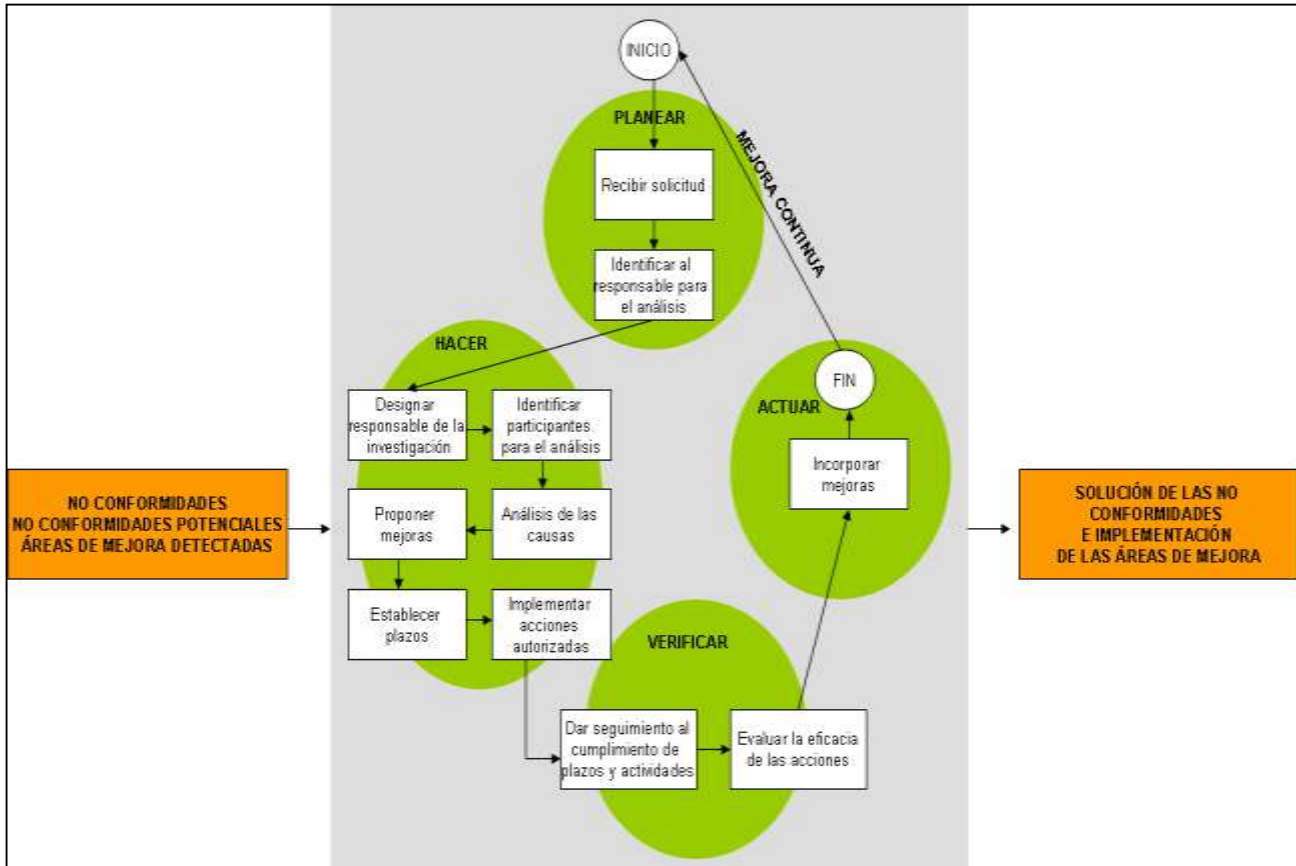 INICIO
PLANEAR
Recibir solicitud
Identificar al
responsable para
el análisis
MEJORA CONTINUA
HACER
Designar
responsable de la
investigación
Identificar
participantes
para el análisis
Análisis de las
causas
Proponer
mejoras
Establecer
plazos
Implementar
acciones
autorizadas
VERIFICAR
Dar seguimiento al
cumplimiento de
plazos y actividades
Evaluar la eficacia
de las acciones
ACTUAR
Incorporar
mejoras
FIN
NO CONFORMIDADES
NO CONFORMIDADES POTENCIALES
ÁREAS DE MEJORA DETECTADAS
SOLUCIÓN DE LAS NO
CONFORMIDADES
E IMPLEMENTACIÓN
DE LAS ÁREAS DE MEJORA